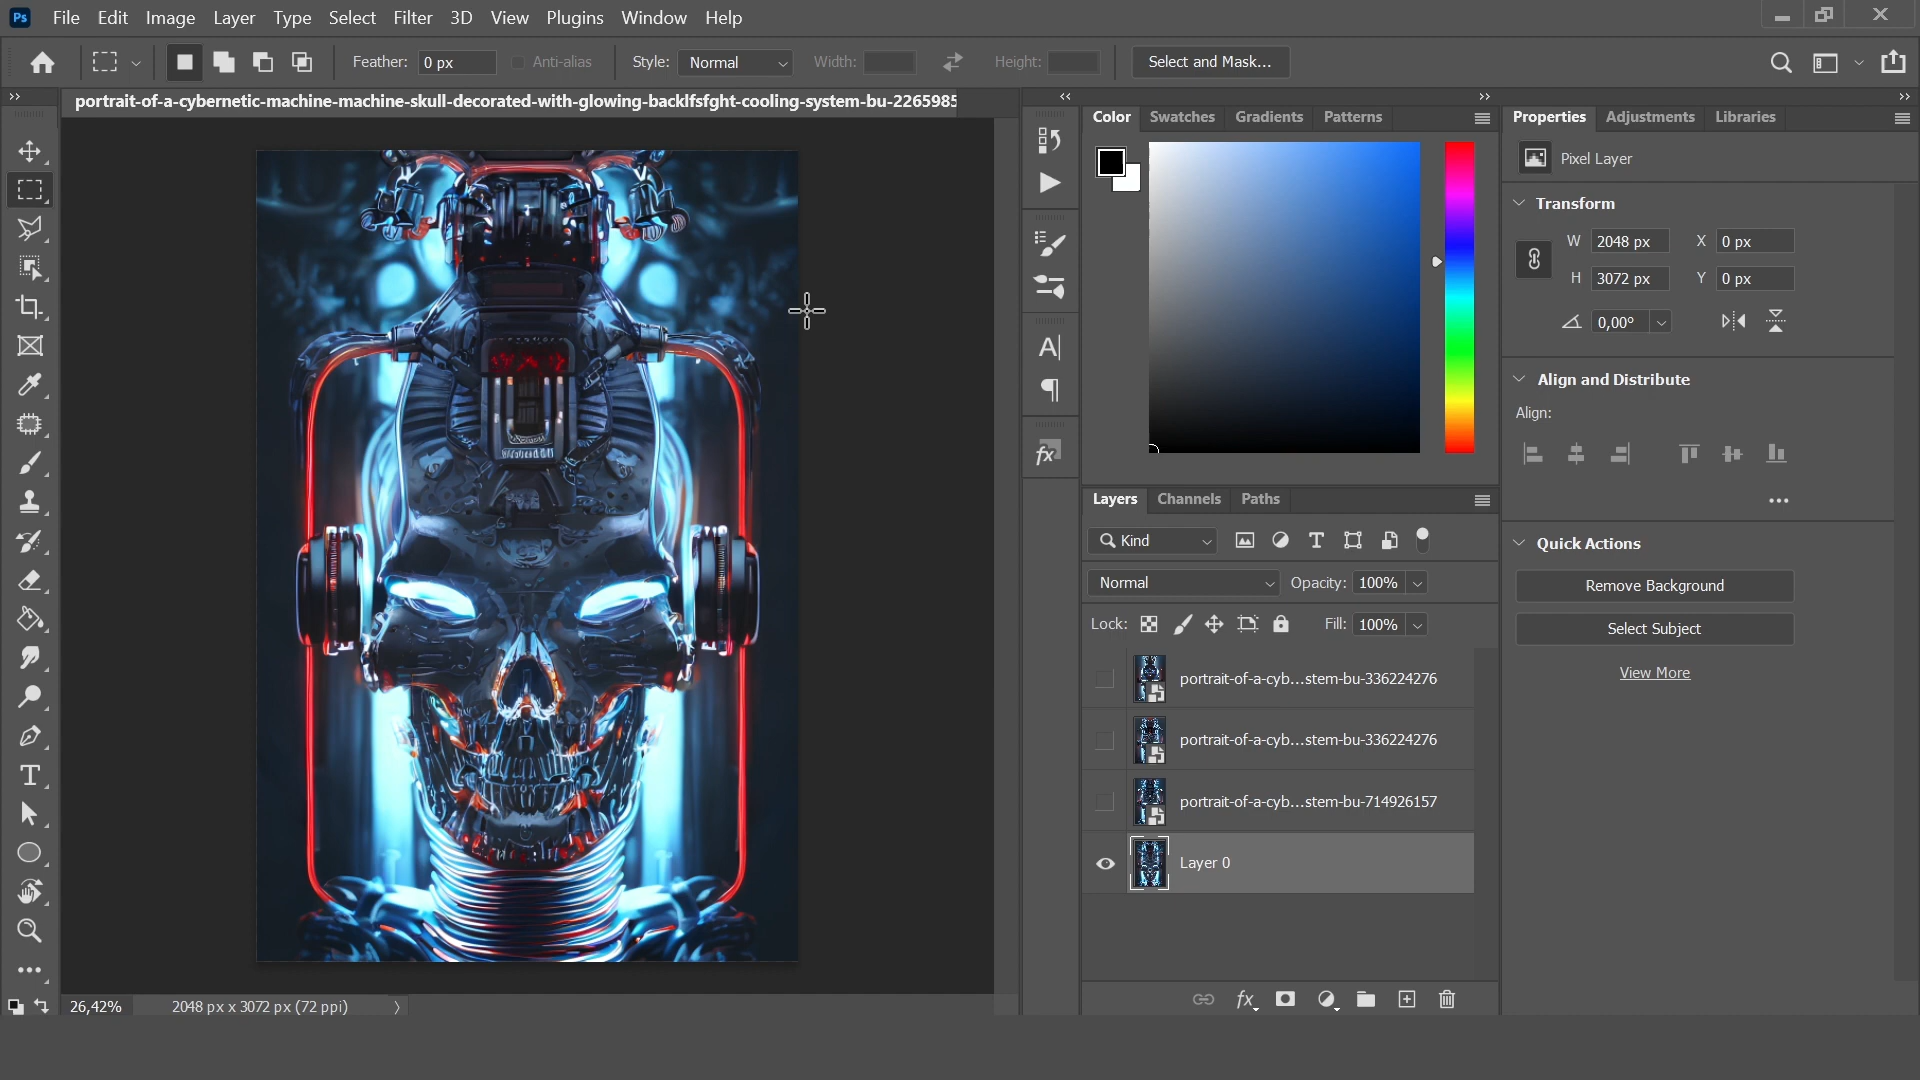 Ps File Edit Image Layer Type Select Filter 3D View Plugins Window Help
Feather: 0 px Anti-alias Style: Normal Width: Height: Select and Mask...
portrait-of-a-cybernetic-machine-machine-skull-decorated-with-glowing-backlfsfght-cooling-system-bu-2265985
Color Swatches Gradients Patterns
Properties Adjustments Libraries
Pixel Layer
Transform
W 2048 px X 0 px
H 3072 px Y 0 px
0,00°
Align and Distribute
Align:
Layers Channels Paths
Kind
Normal Opacity: 100%
Lock: Fill: 100%
portrait-of-a-cyb...stem-bu-336224276
portrait-of-a-cyb...stem-bu-336224276
portrait-of-a-cyb...stem-bu-714926157
Layer 0
Quick Actions
Remove Background
Select Subject
View More
26,42% 2048 px x 3072 px (72 ppi)